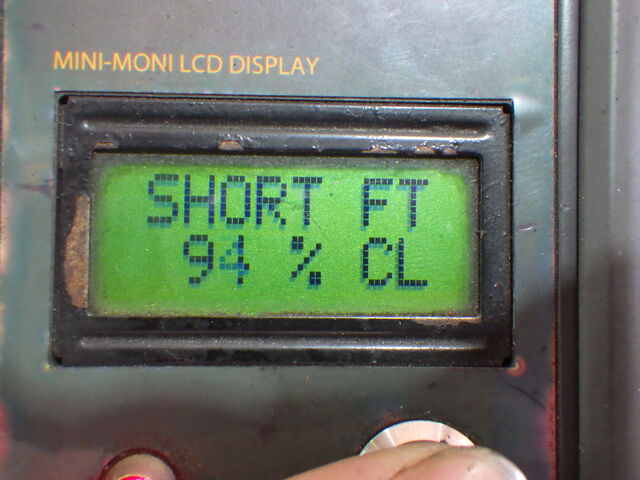 MINI-MONI LCD DISPLAY
SHORT FT
94 % CL